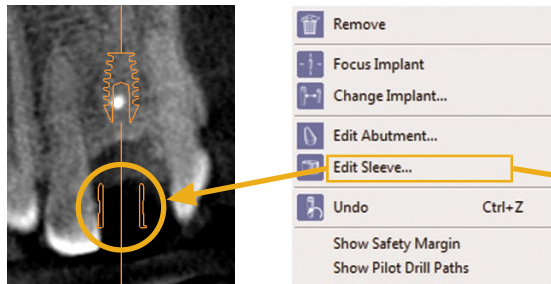 Remove
Focus Implant
Change Implant...
Edit Abutment...
Edit Sleeve...
Undo Ctrl+Z
Show Safety Margin
Show Pilot Drill Paths